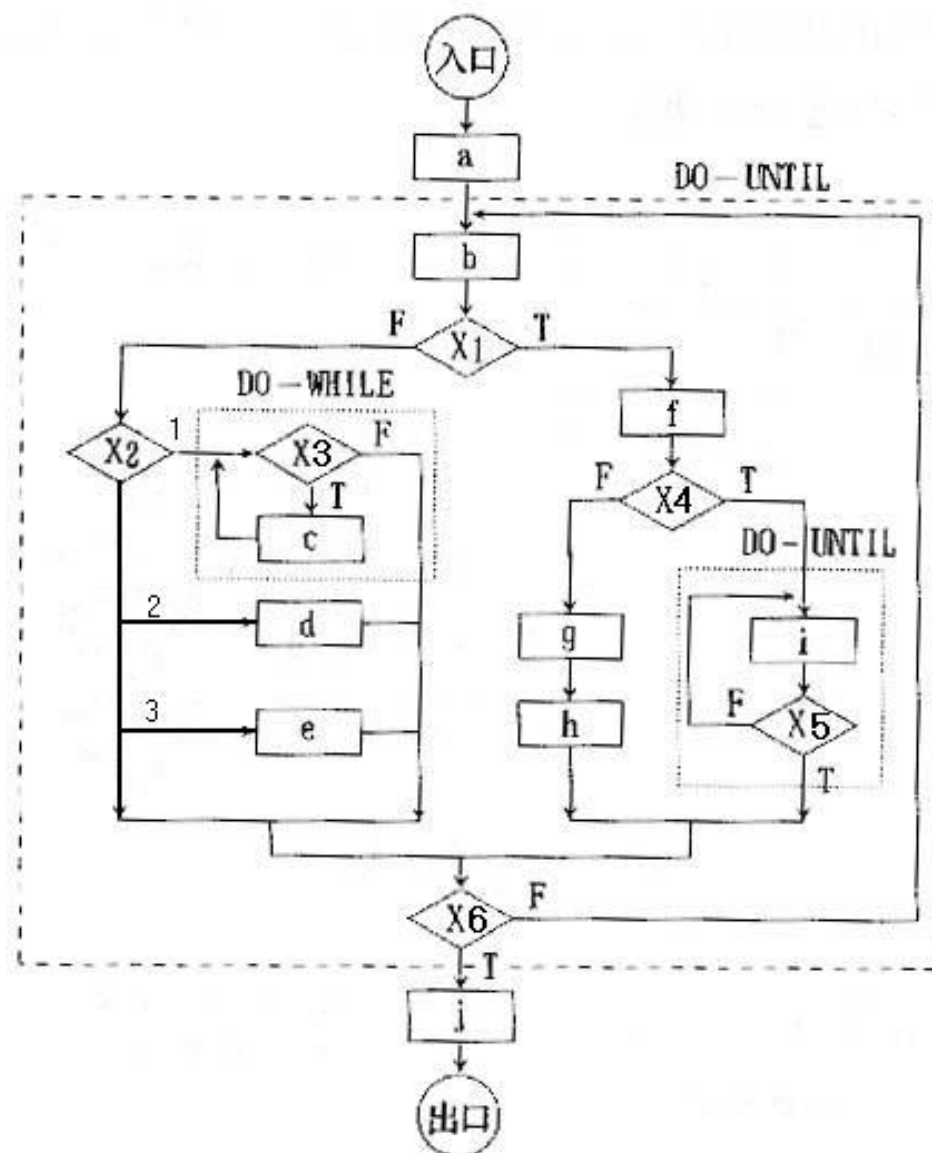 入口
a
DO-UNTIL
b
F X1 T
DO-WHILE
f
X2 1 X3 F
T
c
F X4 T
DO-UNTIL
2 d
g i
3 e
h F X5
T
X6 F
T
j
出口